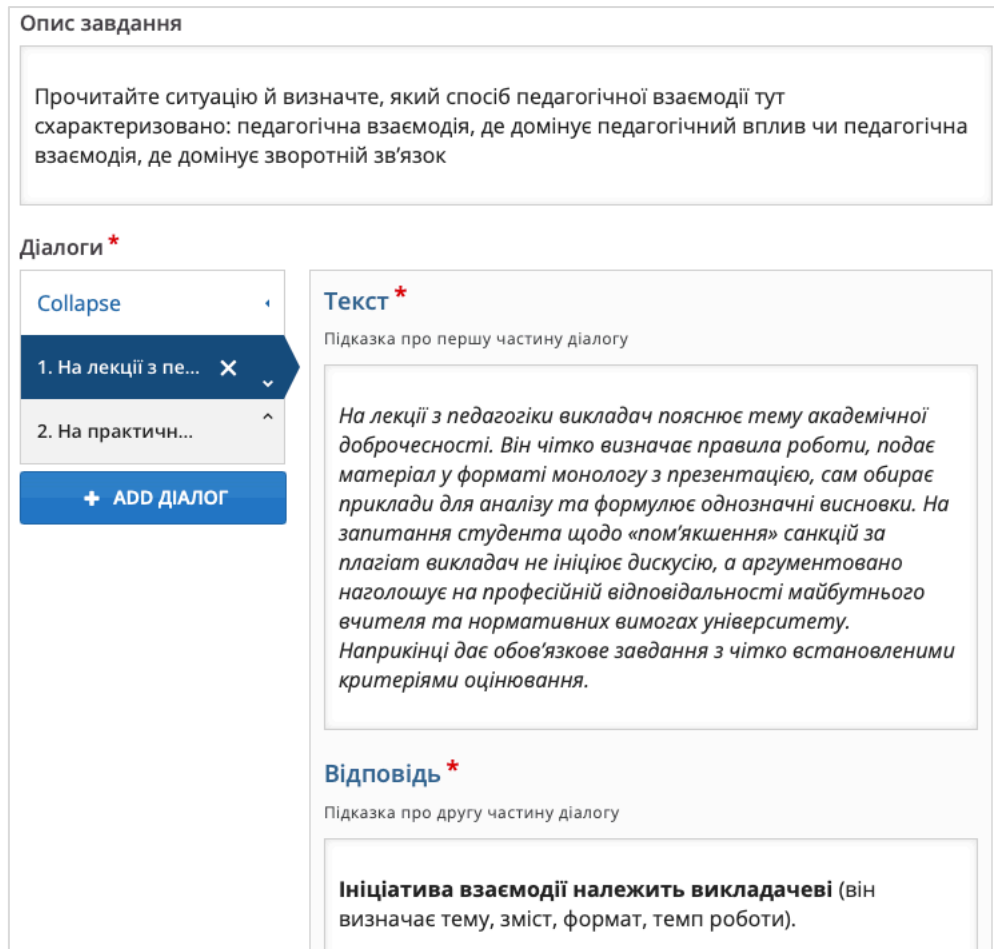 Опис завдання
Прочитайте ситуацію й визначте, який спосіб педагогічної взаємодії тут
схарактеризовано: педагогічна взаємодія, де домінує педагогічний вплив чи педагогічна
взаємодія, де домінує зворотній зв’язок
Діалоги *
Collapse
1. На лекції з пе...
2. На практичн...
+ ADD ДІАЛОГ
Текст *
Підказка про першу частину діалогу
На лекції з педагогіки викладач пояснює тему академічної
доброчесності. Він чітко визначає правила роботи, подає
матеріал у форматі монологу з презентацією, сам обирає
приклади для аналізу та формулює однозначні висновки. На
запитання студента щодо «пом’якшення» санкцій за
плагіат викладач не ініціює дискусію, а аргументовано
наголошує на професійній відповідальності майбутнього
вчителя та нормативних вимогах університету.
Наприкінці дає обов’язкове завдання з чітко встановленими
критеріями оцінювання.
Відповідь *
Підказка про другу частину діалогу
Ініціатива взаємодії належить викладачеві (він
визначає тему, зміст, формат, темп роботи).